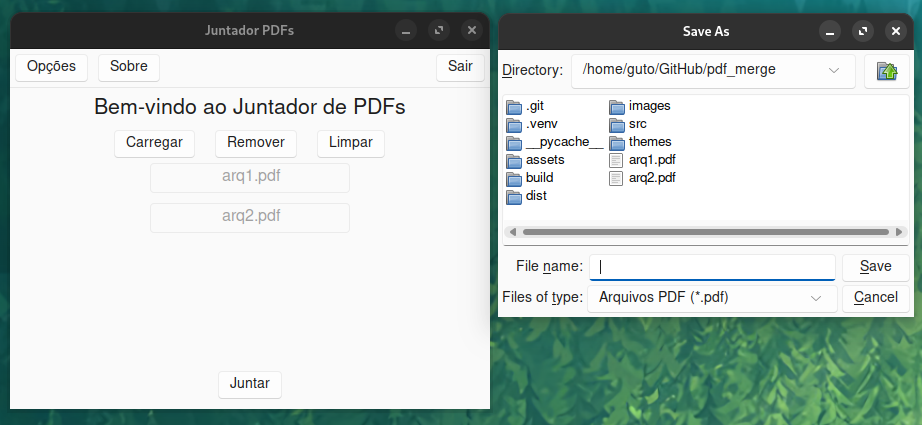 Juntador PDFs
Opções Sobre Sair
Bem-vindo ao Juntador de PDFs
Carregar Remover Limpar
arq1.pdf
arq2.pdf
Juntar
Save As
Directory: /home/guto/GitHub/pdf_merge
.git images
.venv src
__pycache__ themes
assets arq1.pdf
build arq2.pdf
dist
File name: Save
Files of type: Arquivos PDF (*.pdf) Cancel